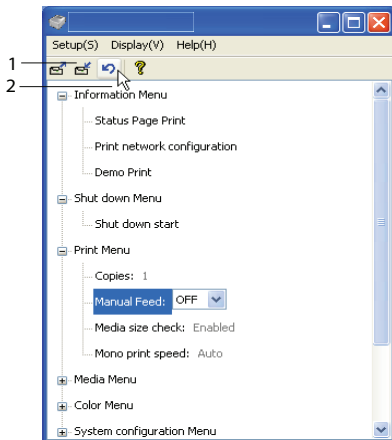 Setup(S) Display(V) Help(H)
1
2
Information Menu
Status Page Print
Print network configuration
Demo Print
Shut down Menu
Shut down start
Print Menu
Copies: 1
Manual Feed: OFF
Media size check: Enabled
Mono print speed: Auto
Media Menu
Color Menu
System configuration Menu